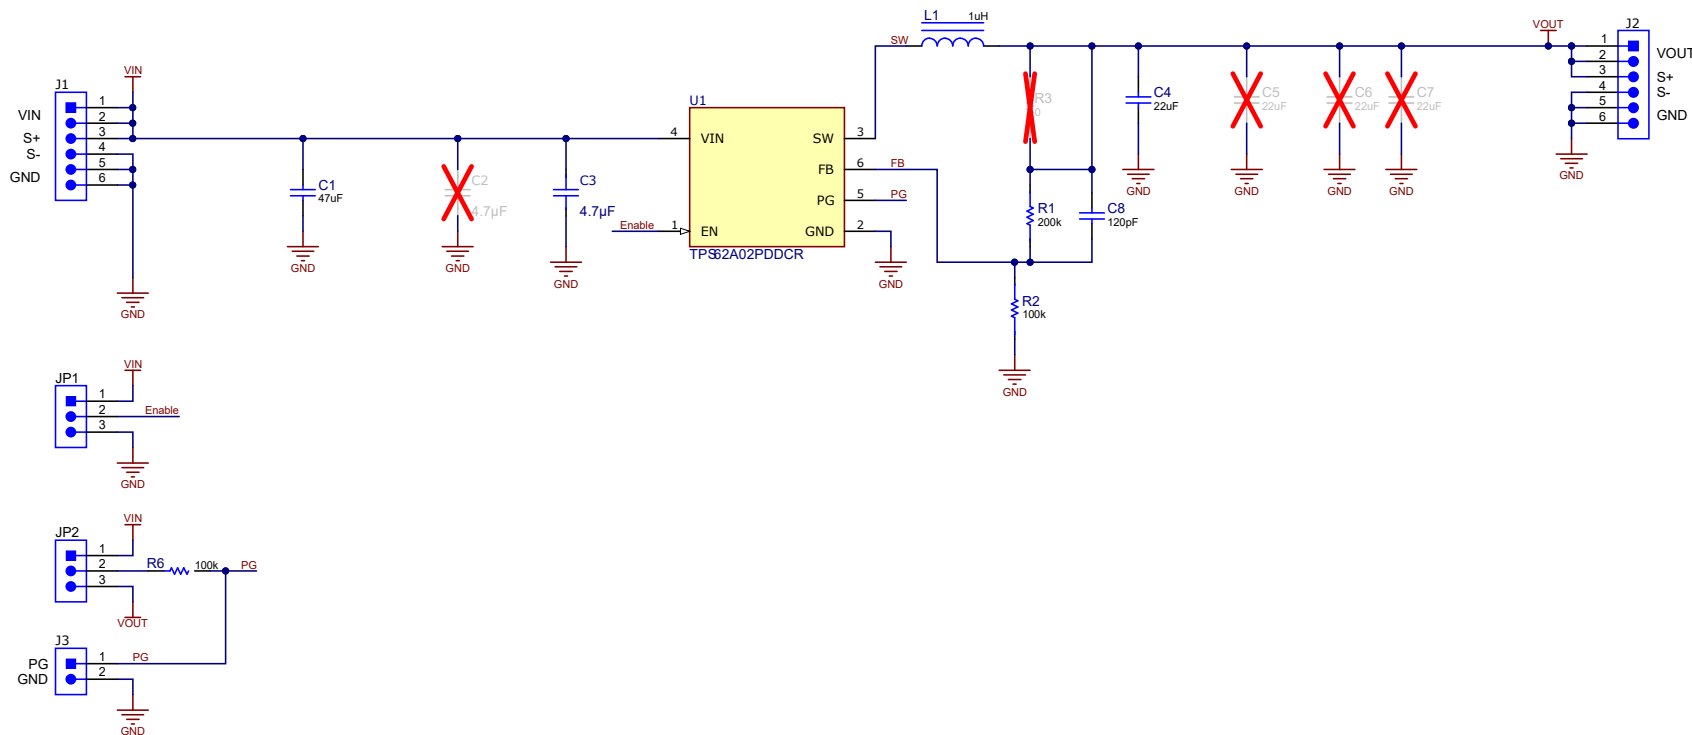 L1 1uH
SW
VOUT
J2
1
2
3
4
5
6
VOUT
S+
S-
GND
GND
VIN
J1
VIN
S+
S-
GND
1
2
3
4
5
6
GND
C1
47uF
GND
C2
4.7µF
GND
C3
4.7µF
GND
Enable
U1
4 VIN SW 3
FB 6 FB
PG 5 PG
1 EN GND 2
TPS62A02PDDCR
GND
R3
0
R1
200k
C8
120pF
R2
100k
GND
C4
22uF
GND
C5
22uF
GND
C6
22uF
GND
C7
22uF
GND
VIN
JP1
1
2 Enable
3
GND
VIN
JP2
1
2 R6 100k PG
3
VOUT
J3
PG 1 PG
GND 2
GND